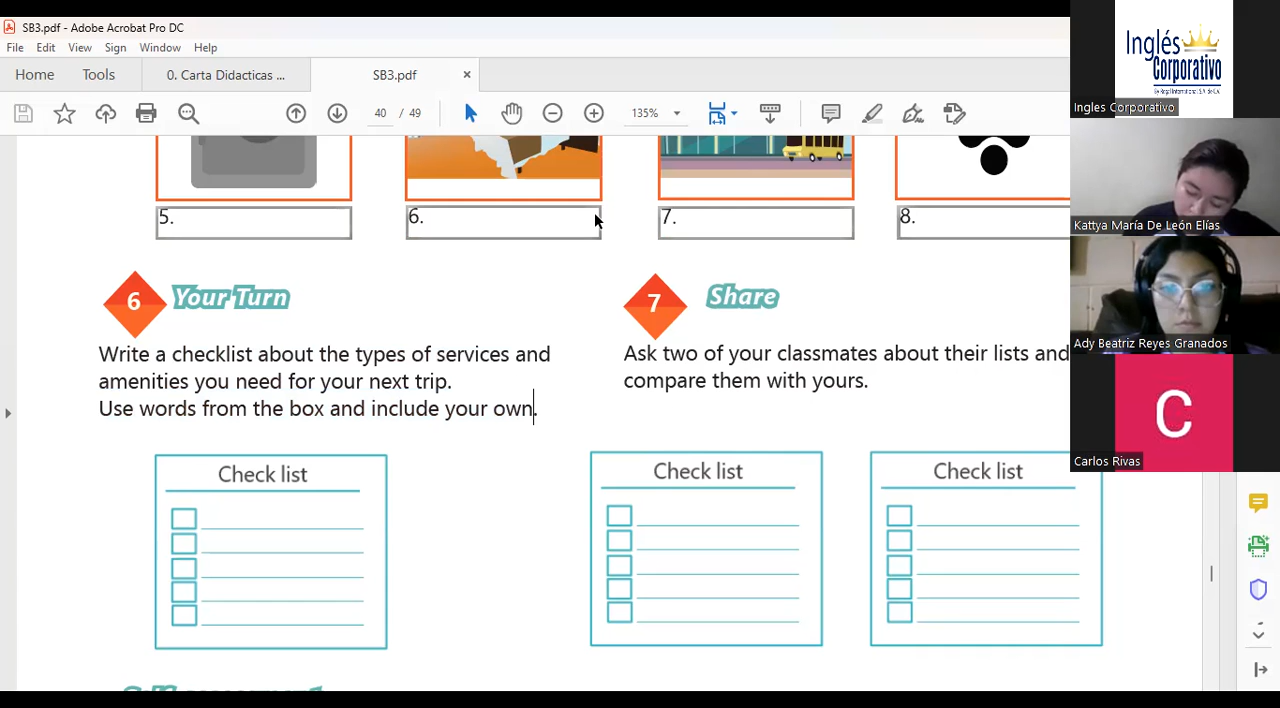 SB3.pdf - Adobe Acrobat Pro DC
File Edit View Sign Window Help
Home Tools 0. Carta Didacticas ... SB3.pdf ×
40 / 49 135%
5. 6. 7. 8.
6 Your Turn
Write a checklist about the types of services and
amenities you need for your next trip.
Use words from the box and include your own.
Check list
7 Share
Ask two of your classmates about their lists and
compare them with yours.
Check list
Check list
Inglés
Corporativo
Ingles Corporativo
Kattya María De León Elías
Ady Beatriz Reyes Granados
C
Carlos Rivas